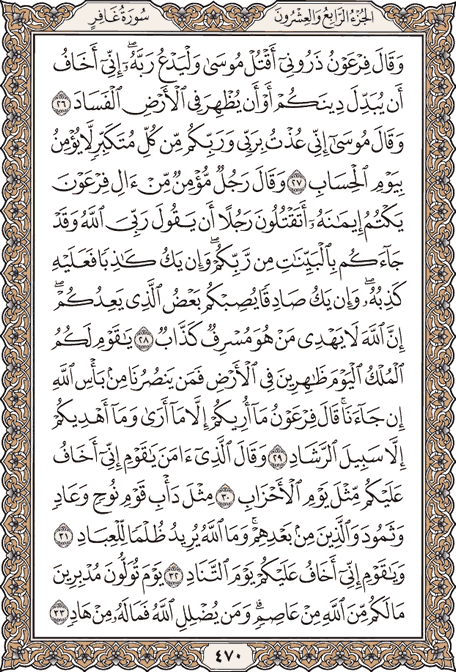 الجزء الرابع والعشرون سورة غافر
وَقَالَ فِرْعَوْنُ ذَرُونِىٓ أَقْتُلْ مُوسَىٰ وَلْيَدْعُ رَبَّهُۥٓ ۖ إِنِّىٓ أَخَافُ
أَن يُبَدِّلَ دِينَكُمْ أَوْ أَن يُظْهِرَ فِى ٱلْأَرْضِ ٱلْفَسَادَ ٢٦
وَقَالَ مُوسَىٰٓ إِنِّى عُذْتُ بِرَبِّى وَرَبِّكُم مِّن كُلِّ مُتَكَبِّرٍ لَّا يُؤْمِنُ
بِيَوْمِ ٱلْحِسَابِ ٢٧ وَقَالَ رَجُلٌ مُّؤْمِنٌ مِّنْ ءَالِ فِرْعَوْنَ
يَكْتُمُ إِيمَٰنَهُۥٓ أَتَقْتُلُونَ رَجُلًا أَن يَقُولَ رَبِّىَ ٱللَّهُ وَقَدْ
جَآءَكُم بِٱلْبَيِّنَٰتِ مِن رَّبِّكُمْ ۖ وَإِن يَكُ كَٰذِبًا فَعَلَيْهِ
كَذِبُهُۥ ۖ وَإِن يَكُ صَادِقًا يُصِبْكُم بَعْضُ ٱلَّذِى يَعِدُكُمْ ۖ
إِنَّ ٱللَّهَ لَا يَهْدِى مَنْ هُوَ مُسْرِفٌ كَذَّابٌ ٢٨ يَٰقَوْمِ لَكُمُ
ٱلْمُلْكُ ٱلْيَوْمَ ظَٰهِرِينَ فِى ٱلْأَرْضِ فَمَن يَنصُرُنَا مِنۢ بَأْسِ ٱللَّهِ
إِن جَآءَنَا ۚ قَالَ فِرْعَوْنُ مَآ أُرِيكُمْ إِلَّا مَآ أَرَىٰ وَمَآ أَهْدِيكُمْ
إِلَّا سَبِيلَ ٱلرَّشَادِ ٢٩ وَقَالَ ٱلَّذِىٓ ءَامَنَ يَٰقَوْمِ إِنِّىٓ أَخَافُ
عَلَيْكُم مِّثْلَ يَوْمِ ٱلْأَحْزَابِ ٣٠ مِثْلَ دَأْبِ قَوْمِ نُوحٍ وَعَادٍ
وَثَمُودَ وَٱلَّذِينَ مِنۢ بَعْدِهِمْ ۚ وَمَا ٱللَّهُ يُرِيدُ ظُلْمًا لِّلْعِبَادِ ٣١
وَيَٰقَوْمِ إِنِّىٓ أَخَافُ عَلَيْكُمْ يَوْمَ ٱلتَّنَادِ ٣٢ يَوْمَ تُوَلُّونَ مُدْبِرِينَ
مَا لَكُم مِّنَ ٱللَّهِ مِنْ عَاصِمٍ ۗ وَمَن يُضْلِلِ ٱللَّهُ فَمَا لَهُۥ مِنْ هَادٍ ٣٣
٤٧٠